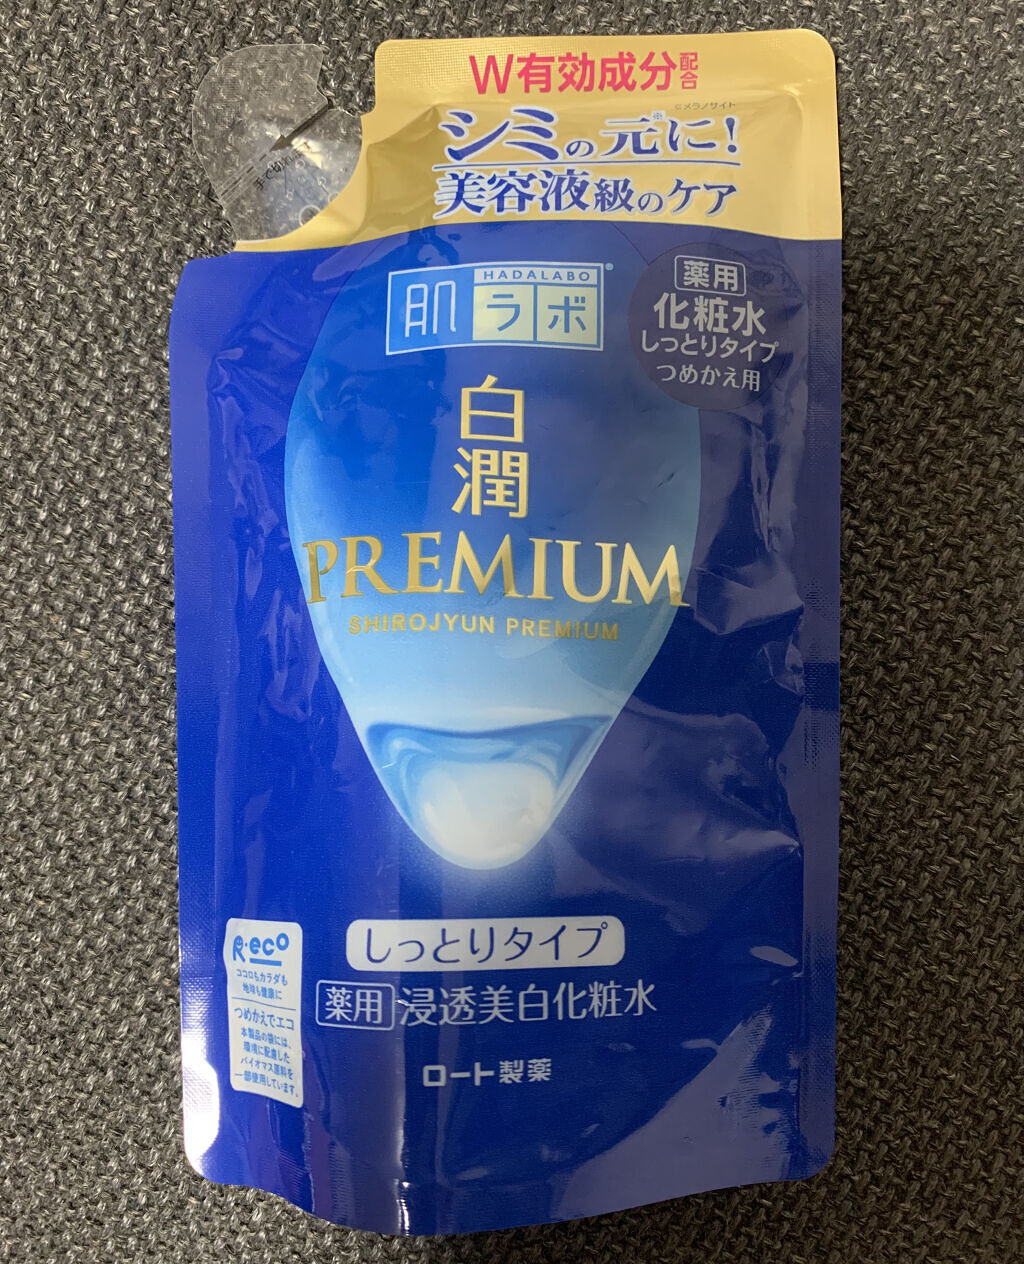 W有効成分配合
※メラノサイト
シミの元※に!
美容液級のケア
HADALABO®
肌ラボ
薬用
化粧水
しっとりタイプ
つめかえ用
白潤
PREMIUM
SHIROJYUN PREMIUM
R·eco
ココロもカラダも
地球も健康に
つめかえでエコ
本製品の袋には、
環境に配慮した
バイオマス原料を
一部使用しています。
しっとりタイプ
薬用 浸透美白化粧水
ロート製薬